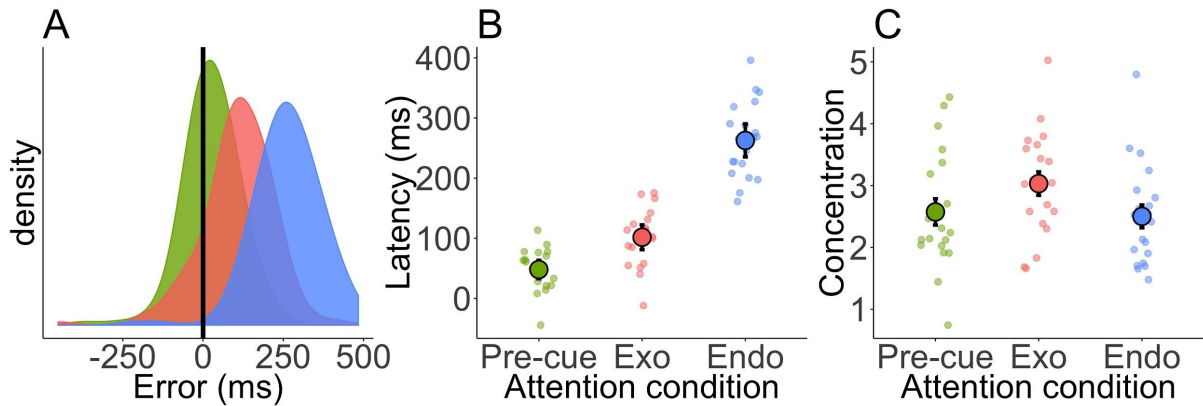 A
density
-250 0 250 500
Error (ms)
B
Latency (ms)
400
300
200
100
0
Pre-cue Exo Endo
Attention condition
C
Concentration
5
4
3
2
1
Pre-cue Exo Endo
Attention condition